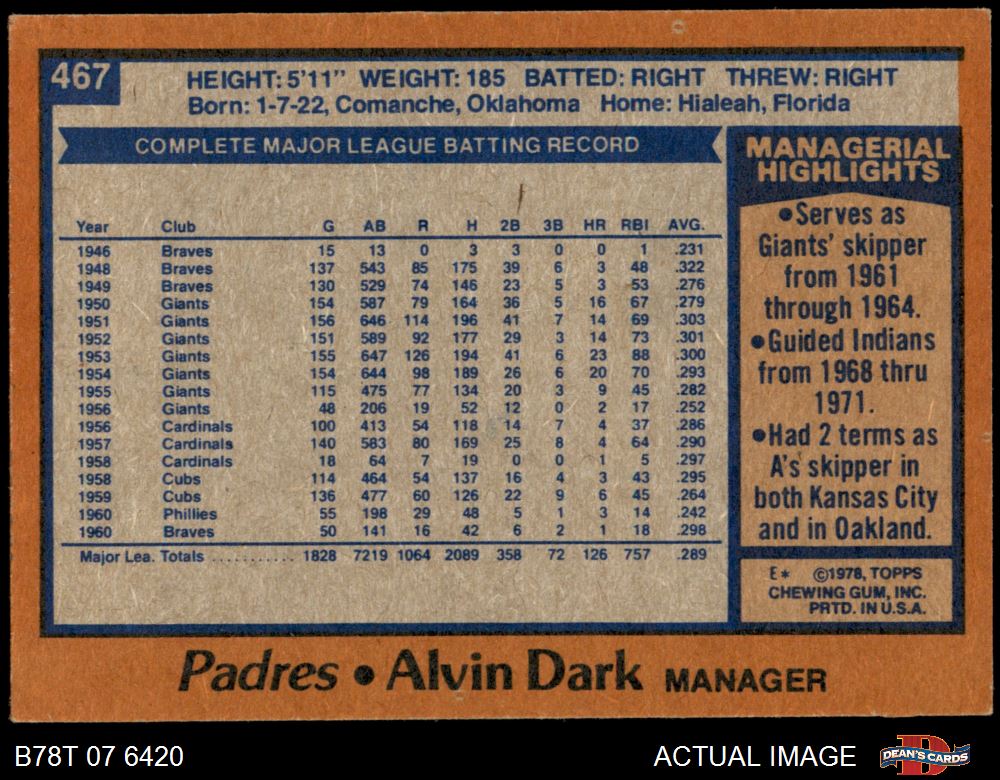 467
HEIGHT: 5'11" WEIGHT: 185 BATTED: RIGHT THREW: RIGHT
Born: 1-7-22, Comanche, Oklahoma Home: Hialeah, Florida
COMPLETE MAJOR LEAGUE BATTING RECORD
Year Club G AB R H 2B 3B HR RBI AVG.
1946 Braves 15 13 0 3 3 0 0 1 .231
1948 Braves 137 543 85 175 39 6 3 48 .322
1949 Braves 130 529 74 146 23 5 3 53 .276
1950 Giants 154 587 79 164 36 5 16 67 .279
1951 Giants 156 646 114 196 41 7 14 69 .303
1952 Giants 151 589 92 177 29 3 14 73 .301
1953 Giants 155 647 126 194 41 6 23 88 .300
1954 Giants 154 644 98 189 26 6 20 70 .293
1955 Giants 115 475 77 134 20 3 9 45 .282
1956 Giants 48 206 19 52 12 0 2 17 .252
1956 Cardinals 100 413 54 118 14 7 4 37 .286
1957 Cardinals 140 583 80 169 25 8 4 64 .290
1958 Cardinals 18 64 7 19 0 0 1 5 .297
1958 Cubs 114 464 54 137 16 4 3 43 .295
1959 Cubs 136 477 60 126 22 9 6 45 .264
1960 Phillies 55 198 29 48 5 1 3 14 .242
1960 Braves 50 141 16 42 6 2 1 18 .298
Major Lea. Totals ........... 1828 7219 1064 2089 358 72 126 757 .289
MANAGERIAL
HIGHLIGHTS
•Serves as
Giants' skipper
from 1961
through 1964.
•Guided Indians
from 1968 thru
1971.
•Had 2 terms as
A's skipper in
both Kansas City
and in Oakland.
E* ©1978, TOPPS
CHEWING GUM, INC.
PRTD. IN U.S.A.
Padres • Alvin Dark MANAGER
B78T 07 6420
ACTUAL IMAGE
DEAN'S CARDS